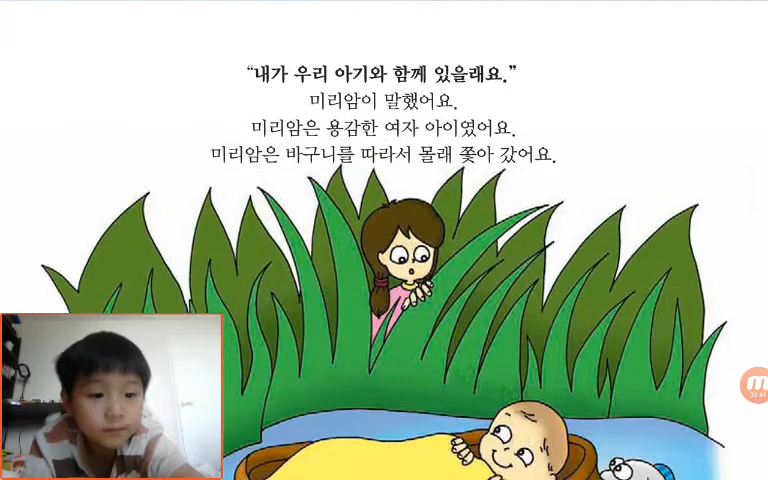 “내가 우리 아기와 함께 있을래요.”
미리암이 말했어요.
미리암은 용감한 여자 아이였어요.
미리암은 바구니를 따라서 몰래 쫓아 갔어요.